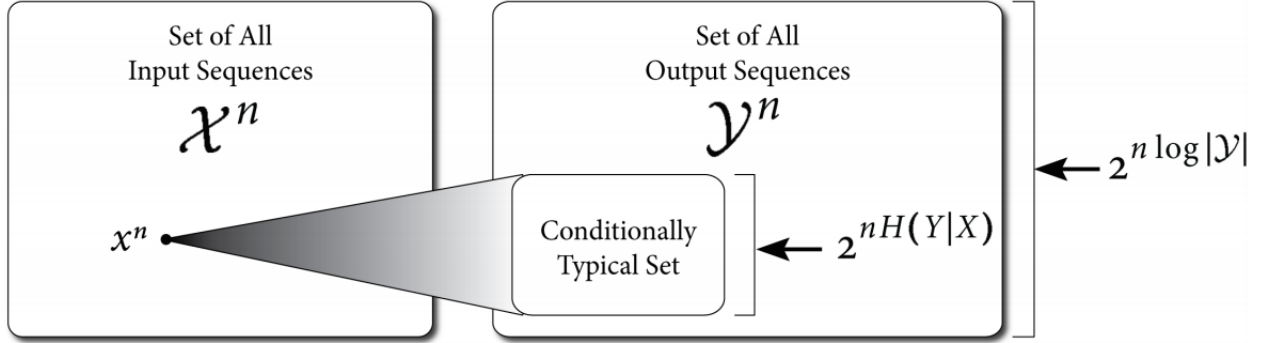 Set of All
Input Sequences
𝒳ⁿ
xⁿ
Set of All
Output Sequences
𝒴ⁿ
Conditionally
Typical Set
2^{nH(Y|X)}
2^{n log|𝒴|}